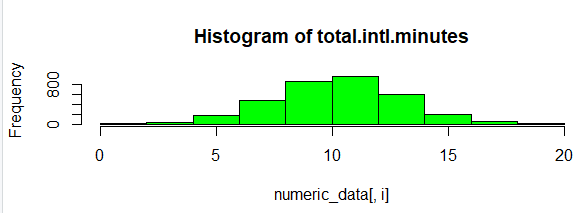 Histogram of total.intl.minutes
Frequency
800
0
0 5 10 15 20
numeric_data[, i]